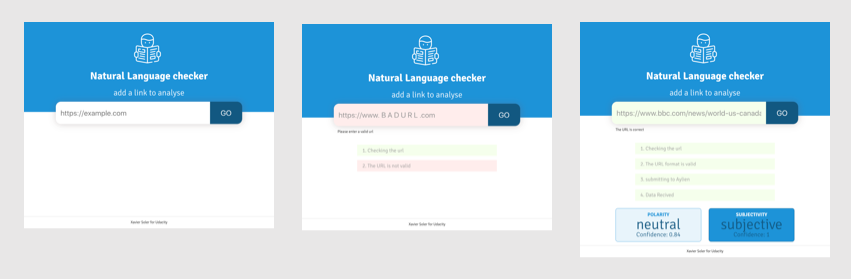 Natural Language checker
add a link to analyse
https://example.com
GO
Xavier Soler for Udacity
Natural Language checker
add a link to analyse
https://www. B A D U R L .com
GO
Please enter a valid url
1. Checking the url
2. The URL is not valid
Xavier Soler for Udacity
Natural Language checker
add a link to analyse
https://www.bbc.com/news/world-us-canada
GO
The URL is correct
1. Checking the url
2. The URL format is valid
3. submitting to Aylien
4. Data Recived
POLARITY
neutral
Confidence: 0.84
SUBJECTIVITY
subjective
Confidence: 1
Xavier Soler for Udacity